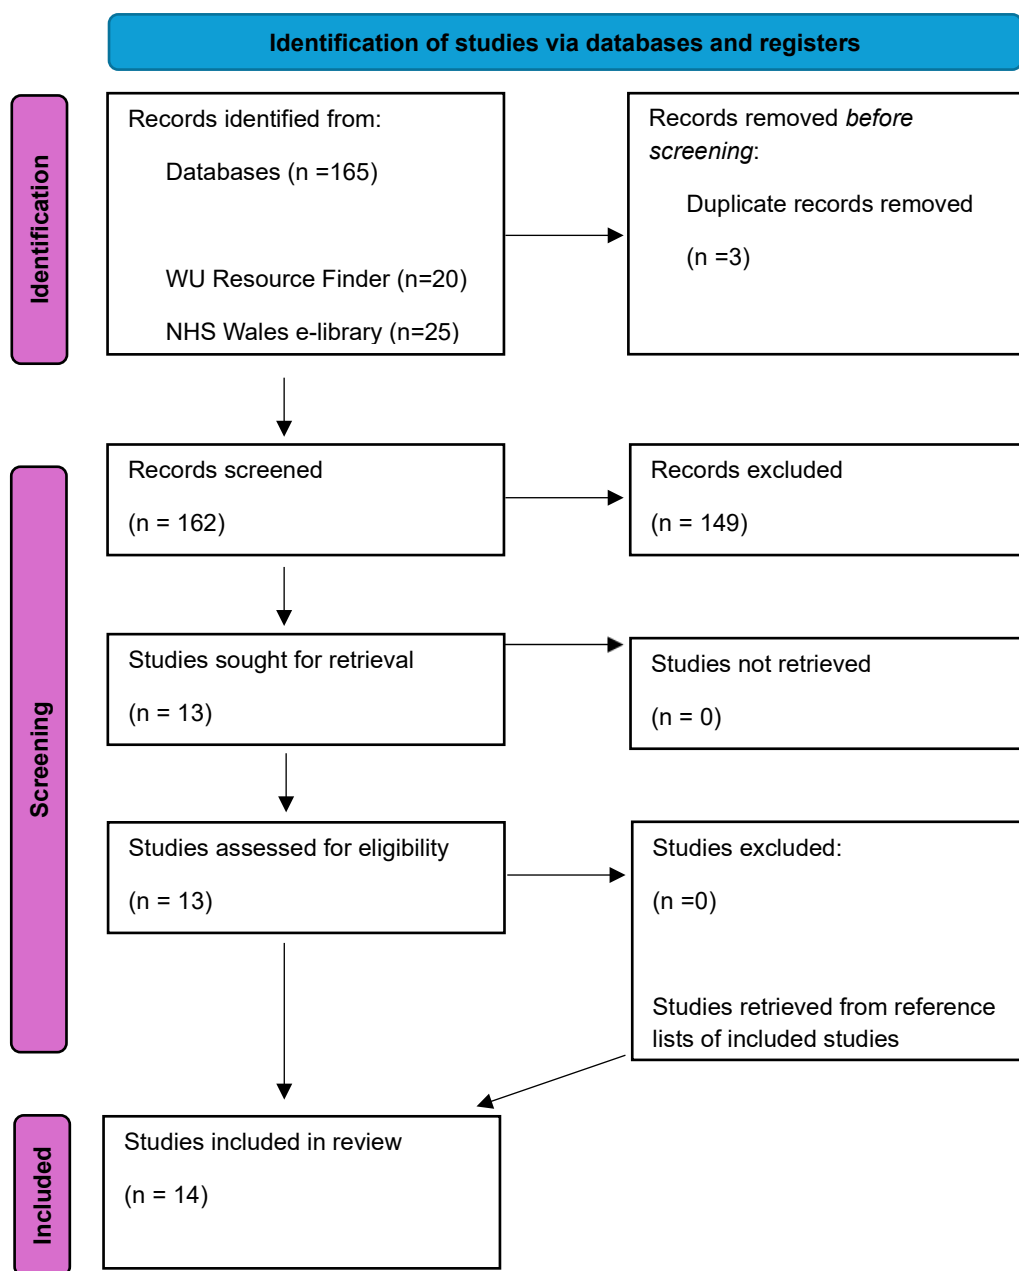 Identification of studies via databases and registers
Identification
Records identified from:
Databases (n =165)
WU Resource Finder (n=20)
NHS Wales e-library (n=25)
Records removed before
screening:
Duplicate records removed
(n =3)
Screening
Records screened
(n = 162)
Records excluded
(n = 149)
Studies sought for retrieval
(n = 13)
Studies not retrieved
(n = 0)
Studies assessed for eligibility
(n = 13)
Studies excluded:
(n =0)
Studies retrieved from reference
lists of included studies
Included
Studies included in review
(n = 14)